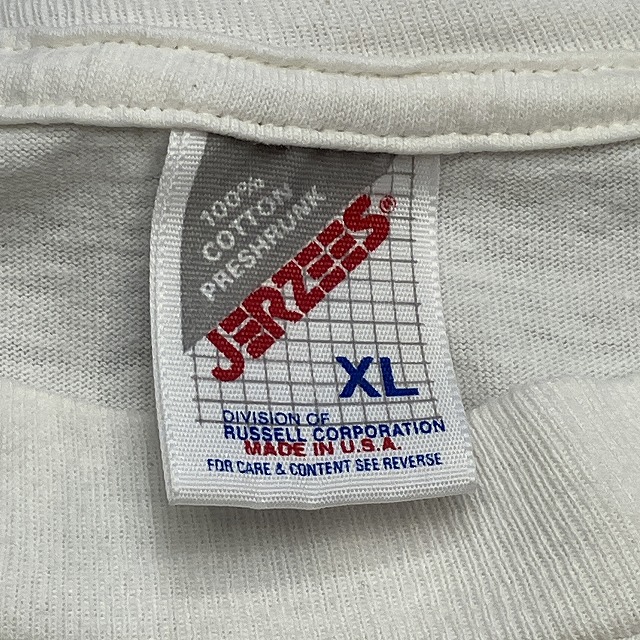 100%
COTTON
PRESHRUNK
JERZEES®
XL
DIVISION OF
RUSSELL CORPORATION
MADE IN U.S.A.
FOR CARE & CONTENT SEE REVERSE